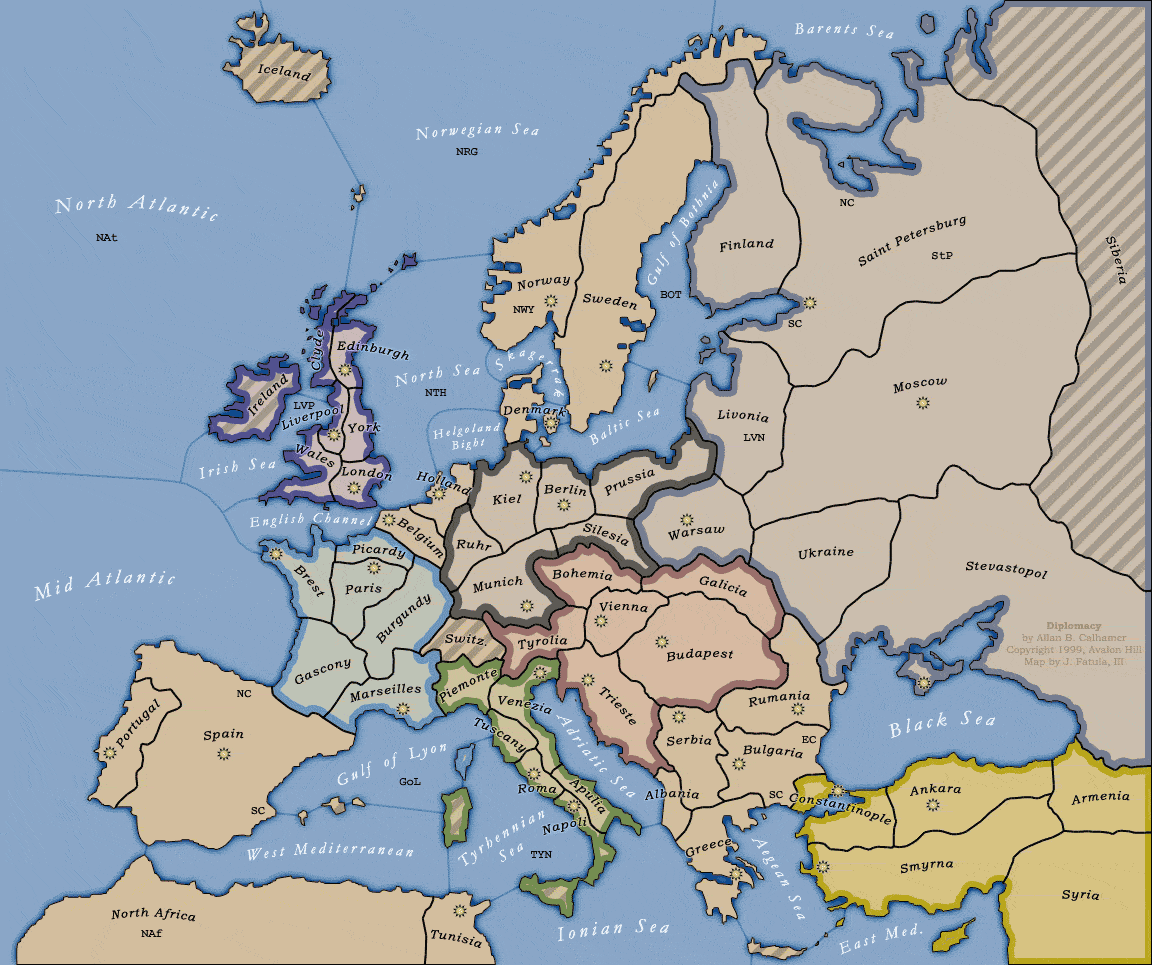 Barents Sea
Iceland
Norwegian Sea
NRG
North Atlantic
NAt
NC
Saint Petersburg
StP
Siberia
Gulf of Bothnia
BOT
Finland
Norway
NWY
Sweden
SC
Skagerrak
Clyde
Edinburgh
North Sea
NTH
Moscow
Ireland
LVP
Liverpool
York
Denmark
Baltic Sea
Livonia
LVN
Helgoland
Bight
Irish Sea
Wales
London
Holland
Kiel
Berlin
Prussia
English Channel
Belgium
Ruhr
Silesia
Warsaw
Ukraine
Picardy
Brest
Paris
Burgundy
Munich
Bohemia
Galicia
Stevastopol
Mid Atlantic
Vienna
Switz.
Tyrolia
Budapest
Diplomacy
by Allan B. Calhamer
Copyright 1999, Avalon Hill
Map by J. Fatula, III
Gascony
Marseilles
Piemonte
Venezia
Trieste
Rumania
NC
Portugal
Spain
Black Sea
Tuscany
Adriatic Sea
Serbia
Bulgaria
EC
Gulf of Lyon
GoL
Roma
Apulia
Albania
SC
Constantinople
Ankara
Armenia
SC
Napoli
Tyrhennian
Sea
TYN
West Mediterranean
Greece
Aegean Sea
Smyrna
Syria
North Africa
NAf
Tunisia
Ionian Sea
East Med.